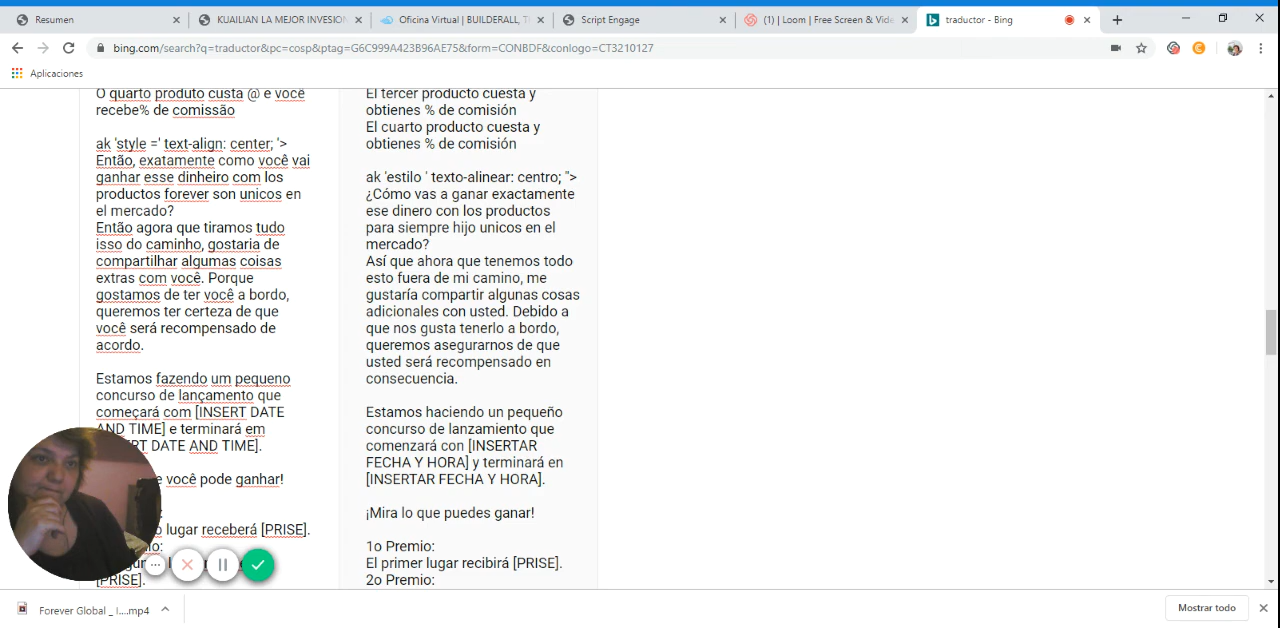 Resumen
KUAILIAN LA MEJOR INVESION
Oficina Virtual | BUILDERALL, T
Script Engage
(1) | Loom | Free Screen & Vide
traductor - Bing
bing.com/search?q=traductor&pc=cosp&ptag=G6C999A423B96AE75&form=CONBDF&conlogo=CT3210127
Aplicaciones
O quarto produto custa @ e você
recebe% de comissão
ak 'style =' text-align: center; '>
Então, exatamente como você vai
ganhar esse dinheiro com los
productos forever son unicos en
el mercado?
Então agora que tiramos tudo
isso do caminho, gostaria de
compartilhar algumas coisas
extras com você. Porque
gostamos de ter você a bordo,
queremos ter certeza de que
você será recompensado de
acordo.
Estamos fazendo um pequeno
concurso de lançamento que
começará com [INSERT DATE
AND TIME] e terminará em
DATE AND TIME].
você pode ganhar!
lugar receberá [PRISE].
[PRISE].
El tercer producto cuesta y
obtienes % de comisión
El cuarto producto cuesta y
obtienes % de comisión
ak 'estilo ' texto-alinear: centro; ">
¿Cómo vas a ganar exactamente
ese dinero con los productos
para siempre hijo unicos en el
mercado?
Así que ahora que tenemos todo
esto fuera de mi camino, me
gustaría compartir algunas cosas
adicionales con usted. Debido a
que nos gusta tenerlo a bordo,
queremos asegurarnos de que
usted será recompensado en
consecuencia.
Estamos haciendo un pequeño
concurso de lanzamiento que
comenzará con [INSERTAR
FECHA Y HORA] y terminará en
[INSERTAR FECHA Y HORA].
¡Mira lo que puedes ganar!
1o Premio:
El primer lugar recibirá [PRISE].
2o Premio:
Forever Global _ I....mp4
Mostrar todo